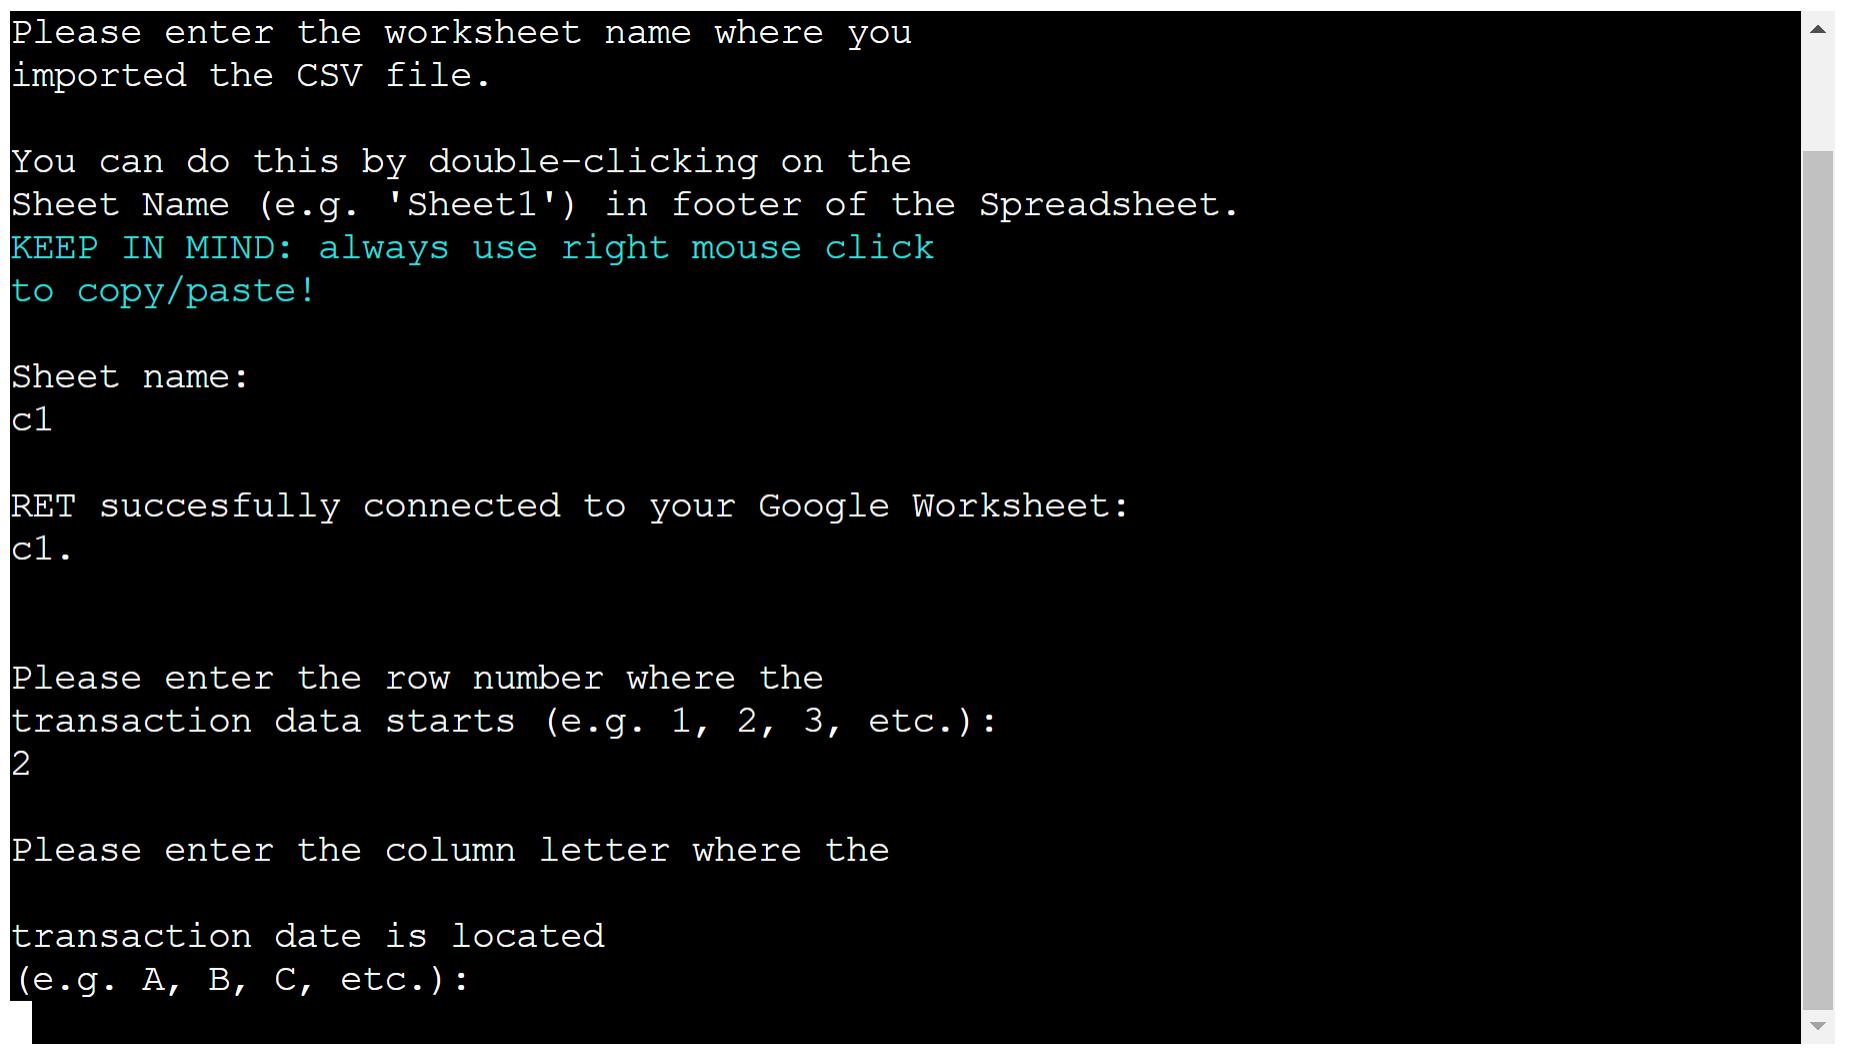 Please enter the worksheet name where you
imported the CSV file.
You can do this by double-clicking on the
Sheet Name (e.g. 'Sheet1') in footer of the Spreadsheet.
KEEP IN MIND: always use right mouse click
to copy/paste!
Sheet name:
c1
RET succesfully connected to your Google Worksheet:
c1.
Please enter the row number where the
transaction data starts (e.g. 1, 2, 3, etc.):
2
Please enter the column letter where the
transaction date is located
(e.g. A, B, C, etc.):